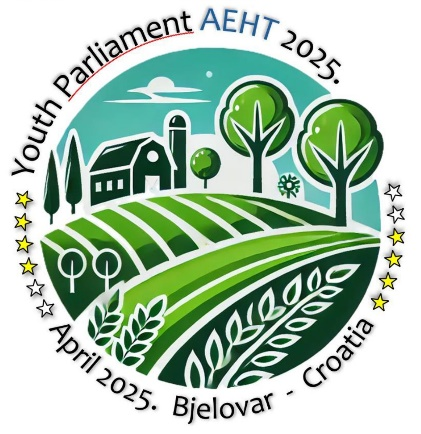 Youth Parliament AEHT 2025.
April 2025. Bjelovar - Croatia